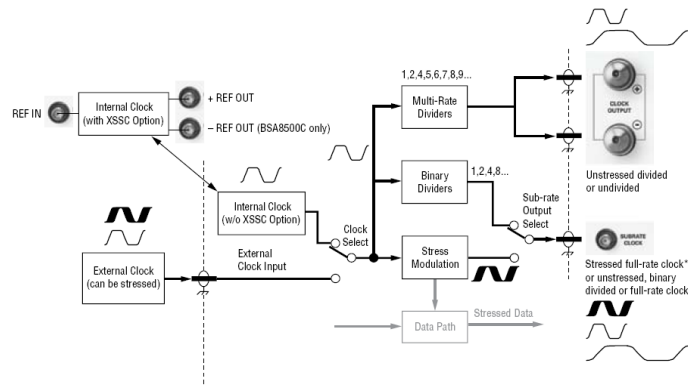 1,2,4,5,6,7,8,9...
+ REF OUT
REF IN
Internal Clock
(with XSSC Option)
– REF OUT (BSA8500C only)
Multi-Rate
Dividers
CLOCK
OUTPUT
Unstressed divided
or undivided
Binary
Dividers
1,2,4,8...
Internal Clock
(w/o XSSC Option)
Clock
Select
Sub-rate
Output
Select
SUBRATE
CLOCK
External Clock
(can be stressed)
External
Clock Input
Stress
Modulation
Stressed full-rate clock*
or unstressed, binary
divided or full-rate clock
Data Path
Stressed Data